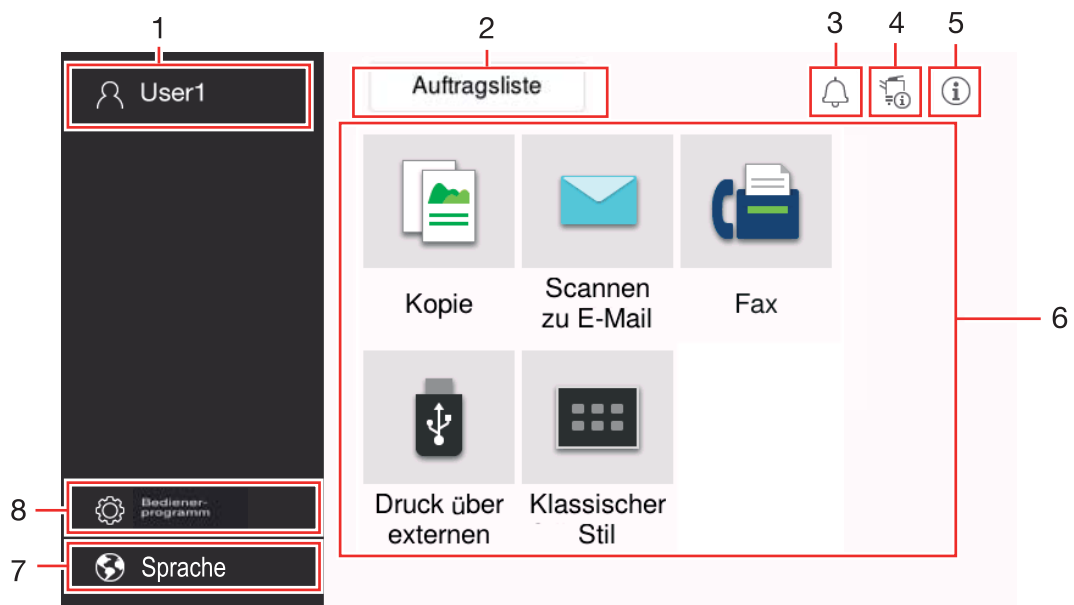 1
2
3
4
5
User1
Auftragsliste
Kopie
Scannen
zu E-Mail
Fax
6
Druck über
externen
Klassischer
Stil
8
Bediener-
programm
7
Sprache